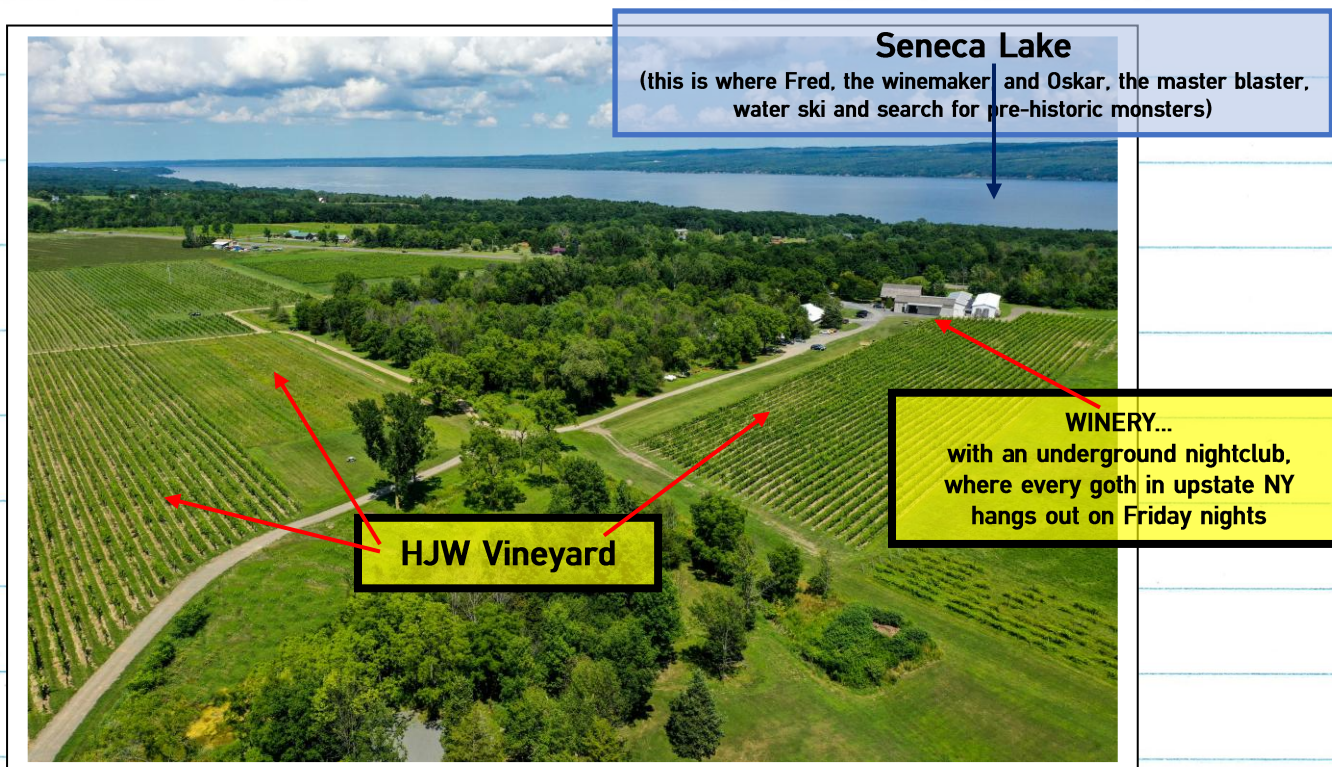 Seneca Lake
(this is where Fred, the winemaker and Oskar, the master blaster,
water ski and search for pre-historic monsters)
WINERY...
with an underground nightclub,
where every goth in upstate NY
hangs out on Friday nights
HJW Vineyard